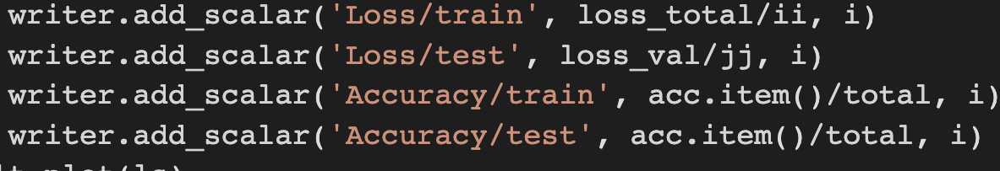 writer.add_scalar('Loss/train', loss_total/ii, i)
writer.add_scalar('Loss/test', loss_val/jj, i)
writer.add_scalar('Accuracy/train', acc.item()/total, i)
writer.add_scalar('Accuracy/test', acc.item()/total, i)